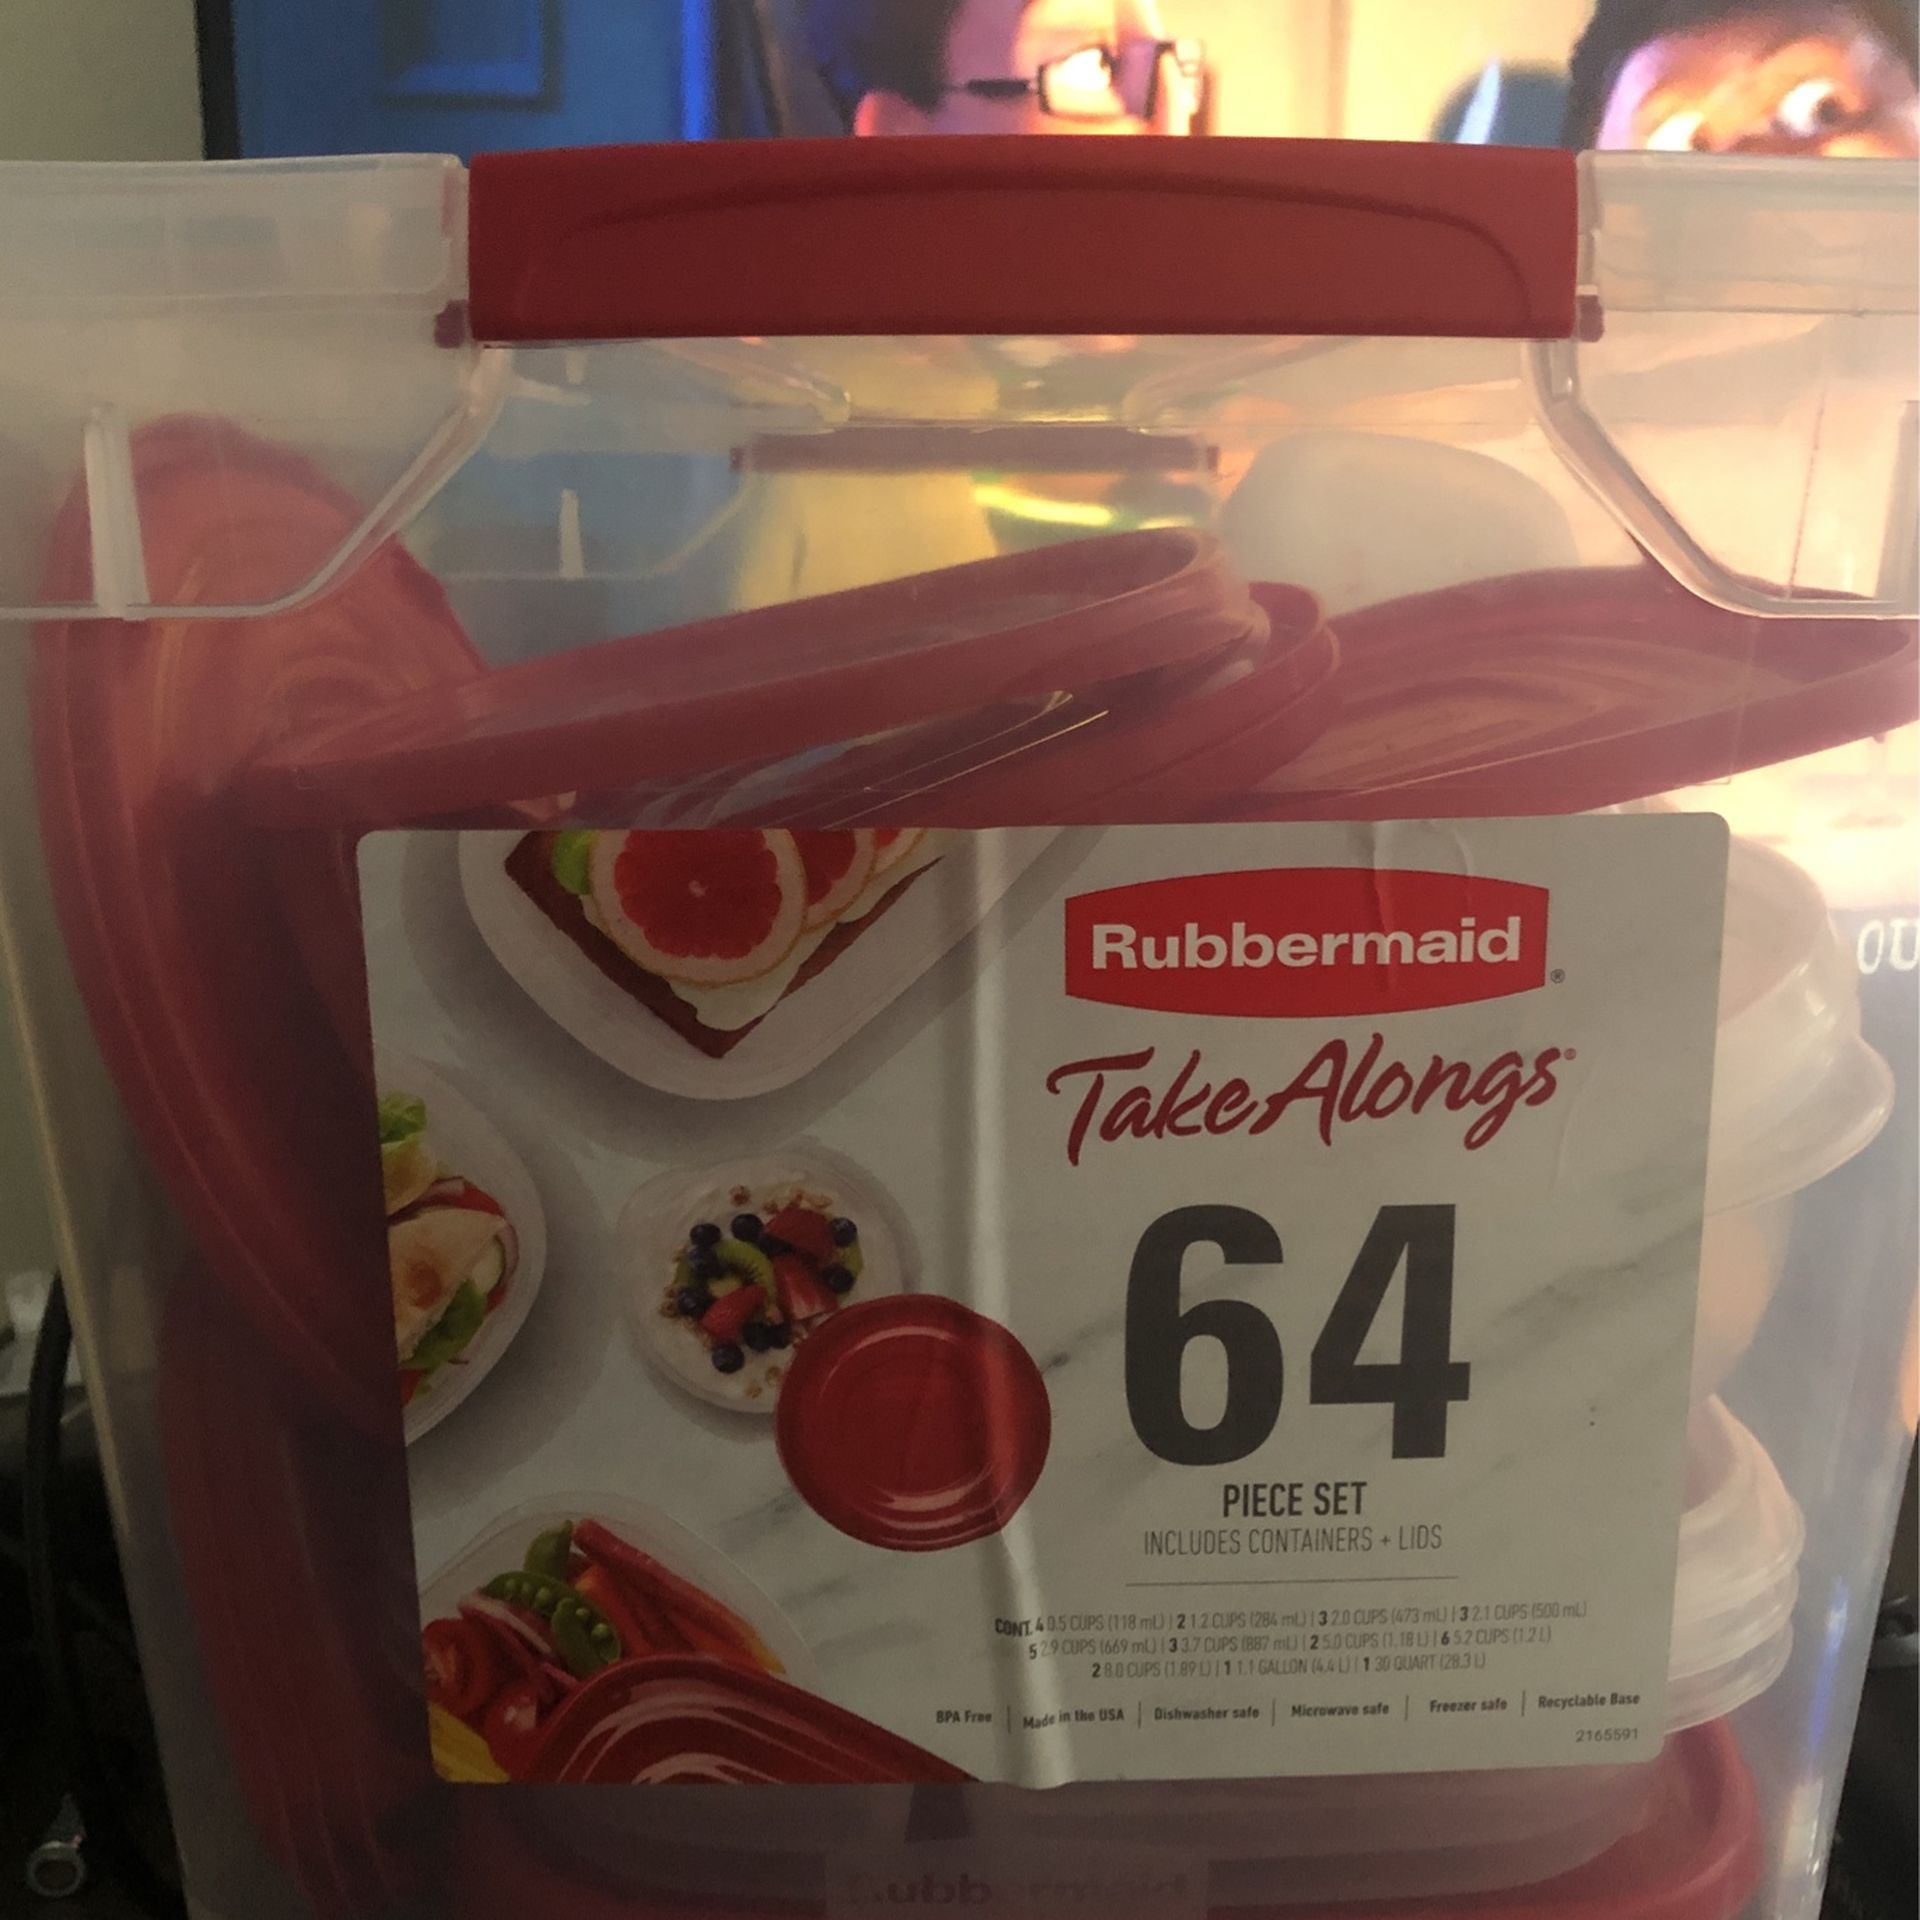 Rubbermaid®
TakeAlongs®
64
PIECE SET
INCLUDES CONTAINERS + LIDS
CONT. 4 0.5 CUPS (118 mL) | 2 1.2 CUPS (284 mL) | 3 2.0 CUPS (473 mL) | 3 2.1 CUPS (500 mL)
5 2.9 CUPS (669 mL) | 3 3.7 CUPS (887 mL) | 2 5.0 CUPS (1.18 L) | 6 5.2 CUPS (1.2 L)
2 8.0 CUPS (1.89 L) | 1 1.1 GALLON (4.4 L) | 1 30 QUART (28.3 L)
BPA Free | Made in the USA | Dishwasher safe | Microwave safe | Freezer safe | Recyclable Base
2165591